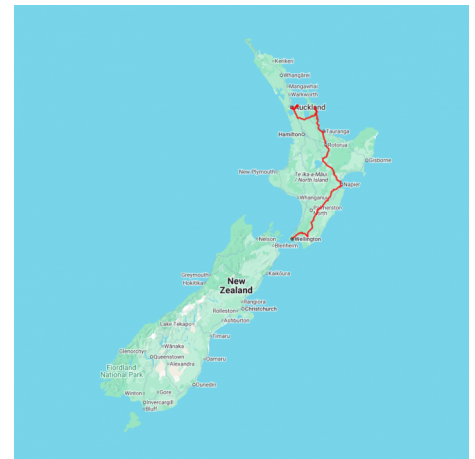 Kerikeri
Whangārei
Mangawhai
Warkworth
Auckland
Hamilton
Tauranga
Rotorua
Gisborne
Te Ika-a-Māui
/ North Island
New Plymouth
Napier
Whanganui
Palmerston
North
Nelson
Wellington
Blenheim
Kaikōura
Greymouth
Hokitika
New
Zealand
Rangiora
Rolleston
Christchurch
Ashburton
Lake Tekapo
Timaru
Wānaka
Glenorchy
Queenstown
Oamaru
Alexandra
Fiordland
National Park
Dunedin
Winton
Gore
Invercargill
Bluff